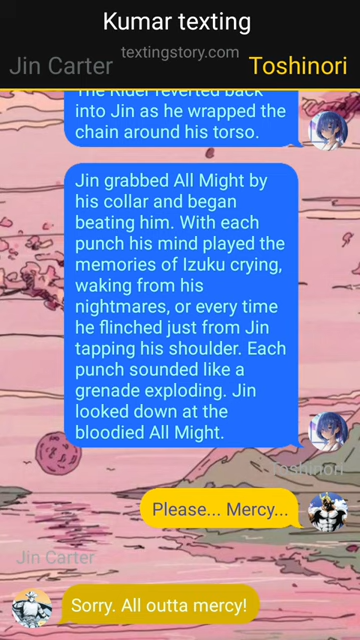 Kumar texting
textingstory.com
Jin Carter
Toshinori
The Rider reverted back
into Jin as he wrapped the
chain around his torso.
Jin grabbed All Might by
his collar and began
beating him. With each
punch his mind played the
memories of Izuku crying,
waking from his
nightmares, or every time
he flinched just from Jin
tapping his shoulder. Each
punch sounded like a
grenade exploding. Jin
looked down at the
bloodied All Might.
Toshinori
Please... Mercy...
Jin Carter
Sorry. All outta mercy!